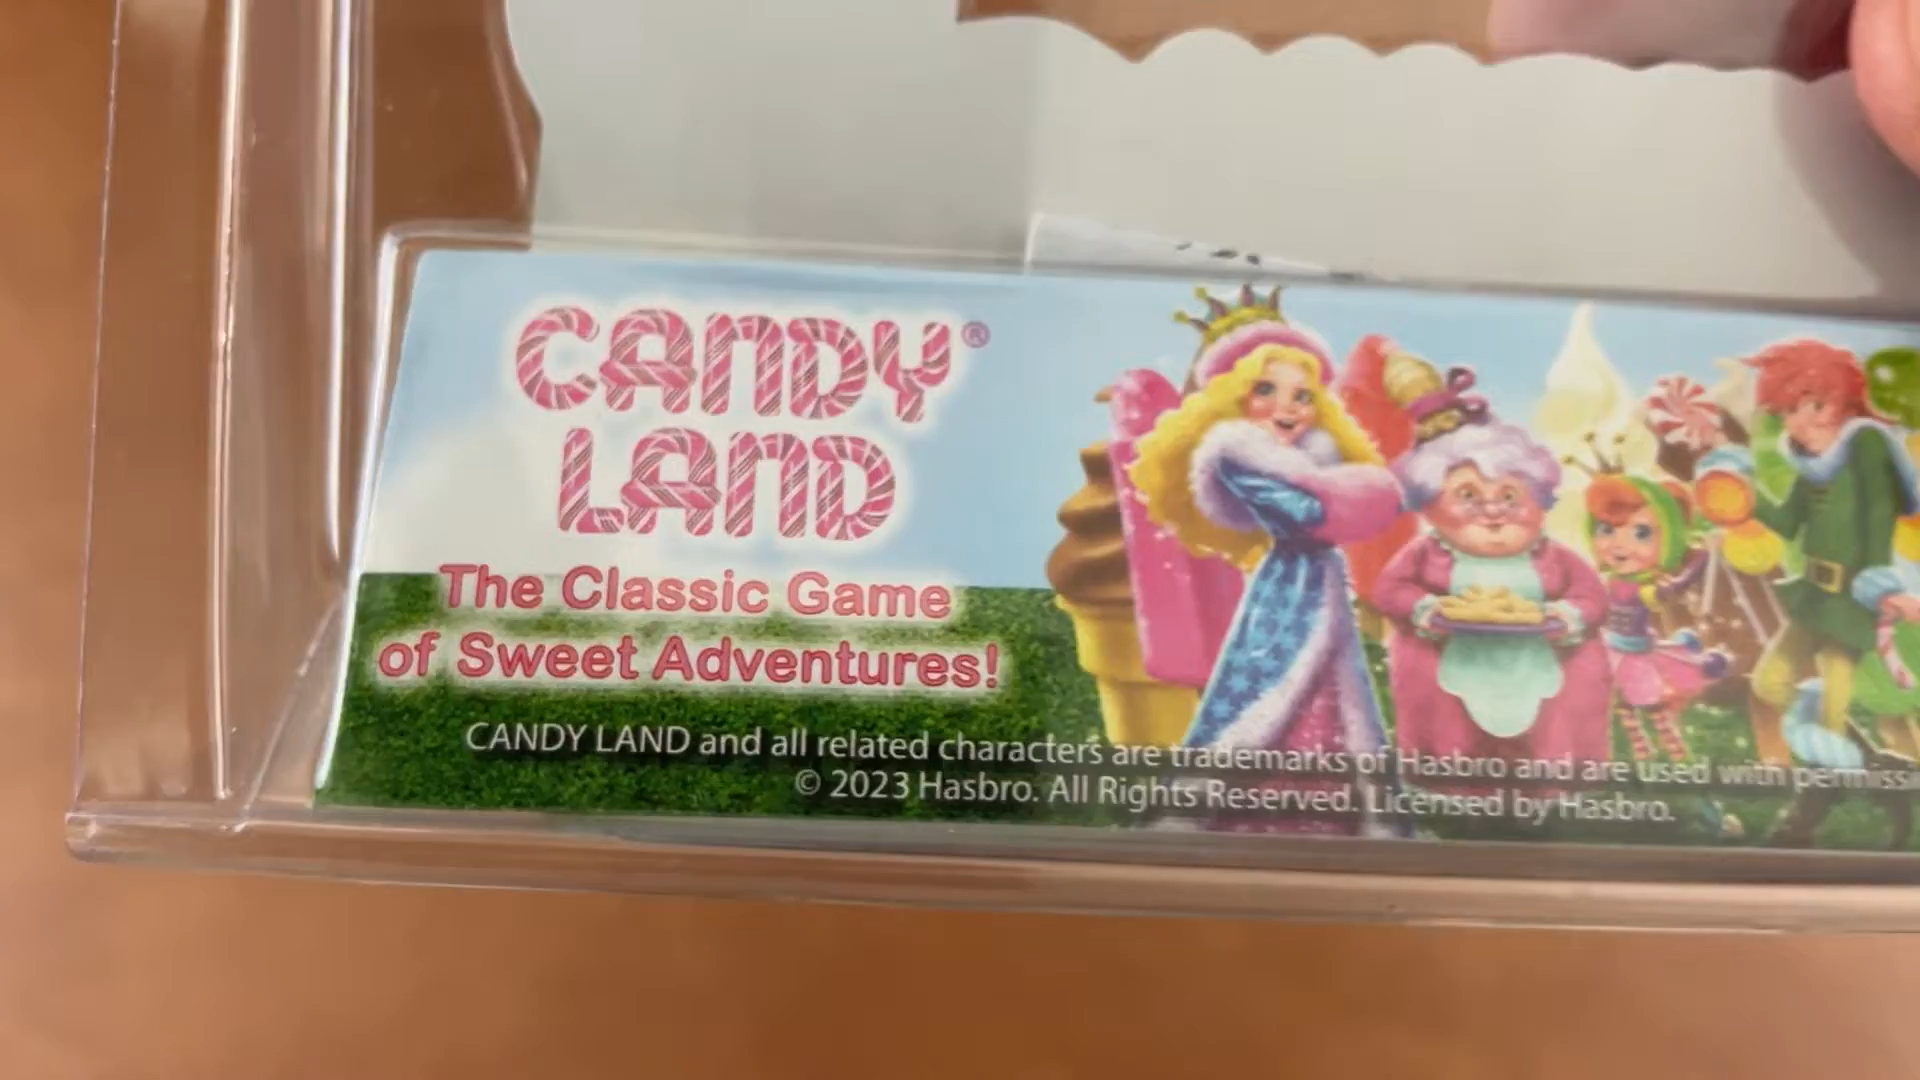 CANDY®
LAND
The Classic Game
of Sweet Adventures!
CANDY LAND and all related characters are trademarks of Hasbro and are used with
© 2023 Hasbro. All Rights Reserved. Licensed by Hasbro.